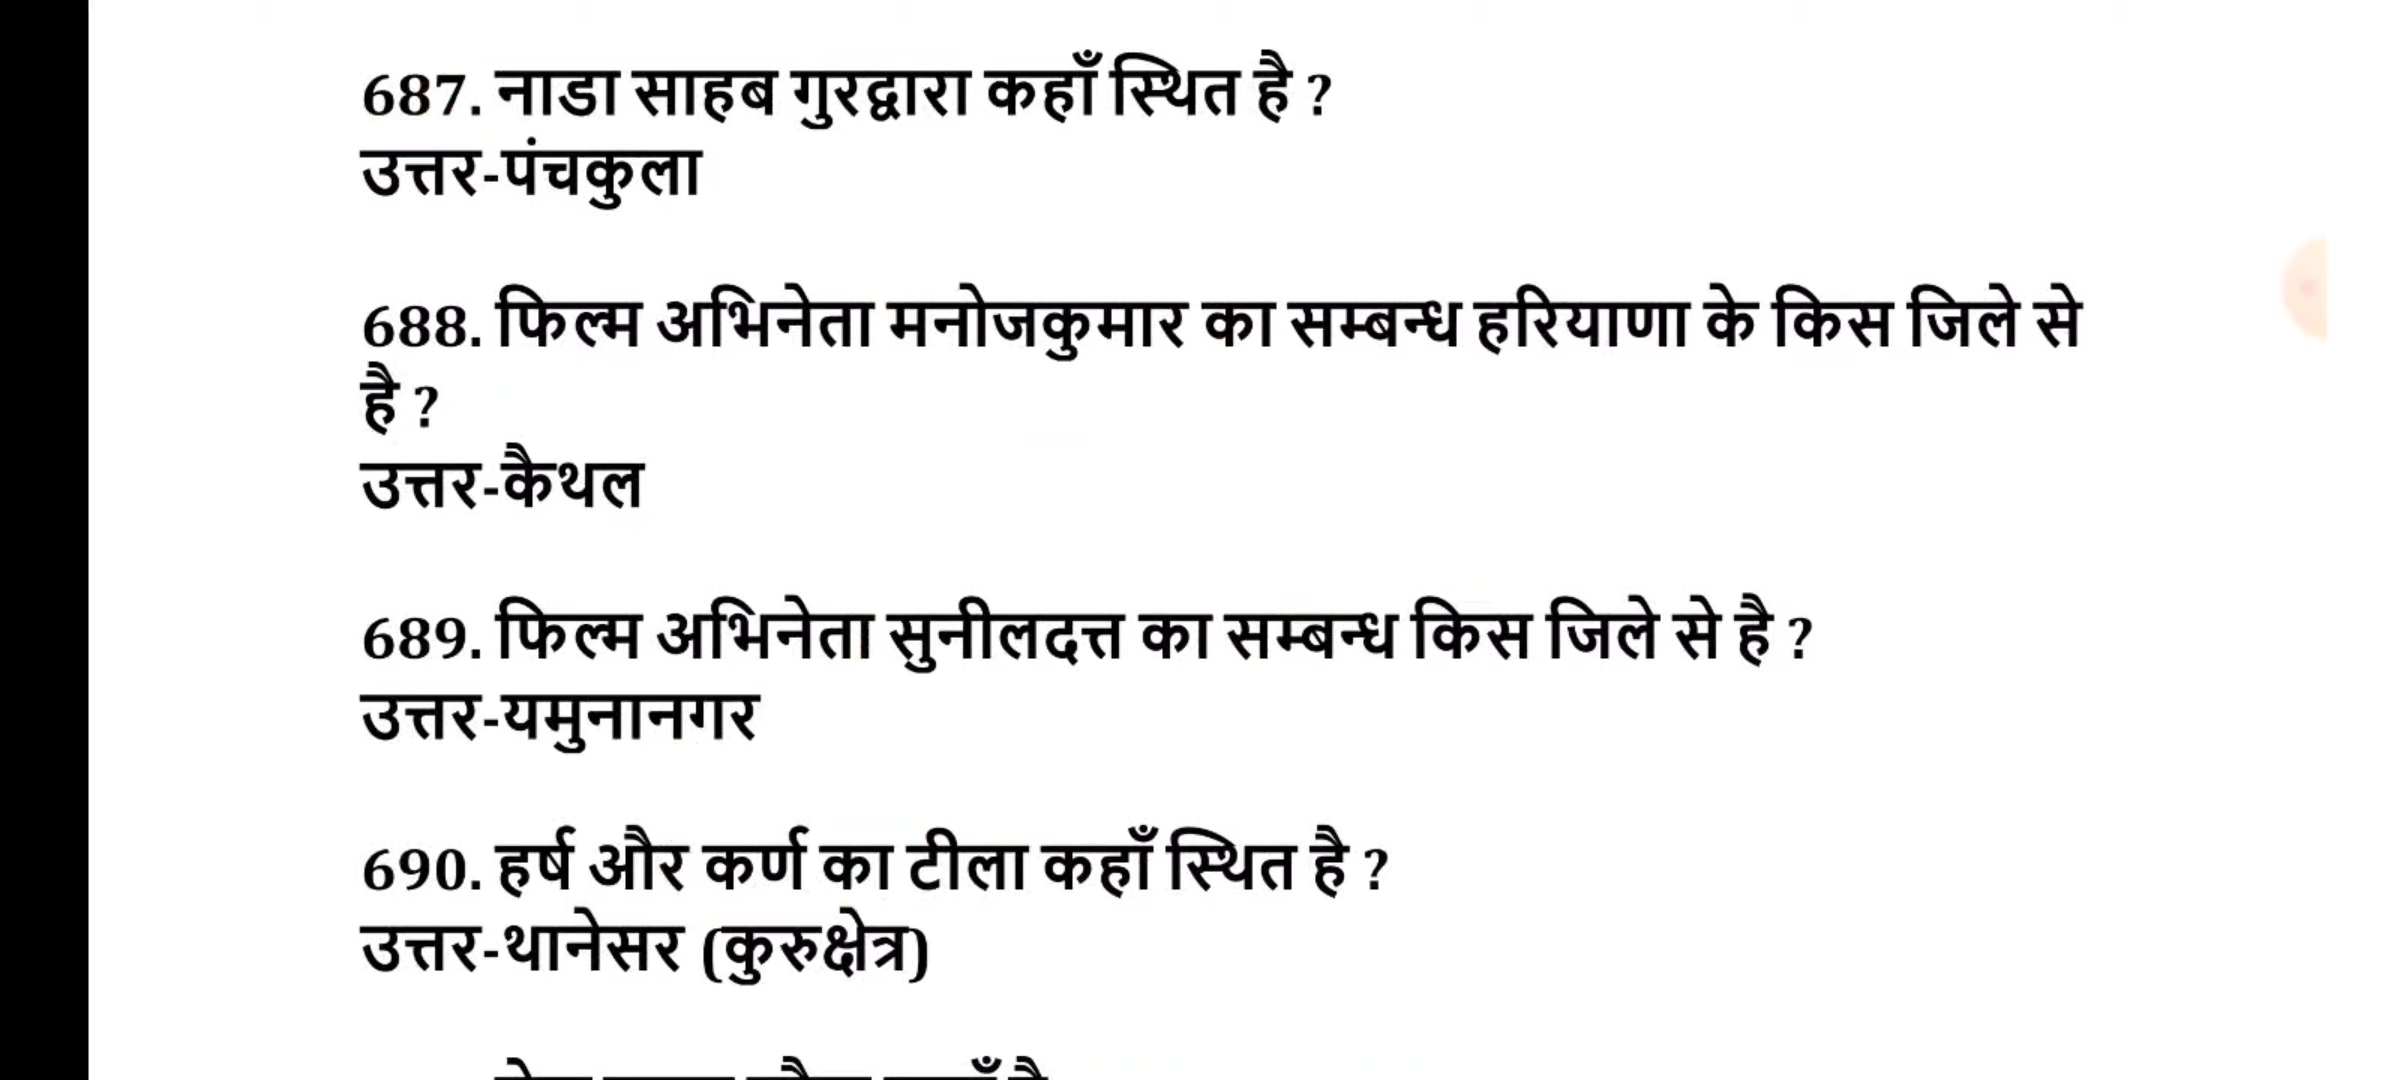 687. नाडा साहब गुरद्वारा कहाँ स्थित है ?
उत्तर-पंचकुला
688. फिल्म अभिनेता मनोजकुमार का सम्बन्ध हरियाणा के किस जिले से
है ?
उत्तर-कैथल
689. फिल्म अभिनेता सुनीलदत्त का सम्बन्ध किस जिले से है ?
उत्तर-यमुनानगर
690. हर्ष और कर्ण का टीला कहाँ स्थित है ?
उत्तर-थानेसर (कुरुक्षेत्र)